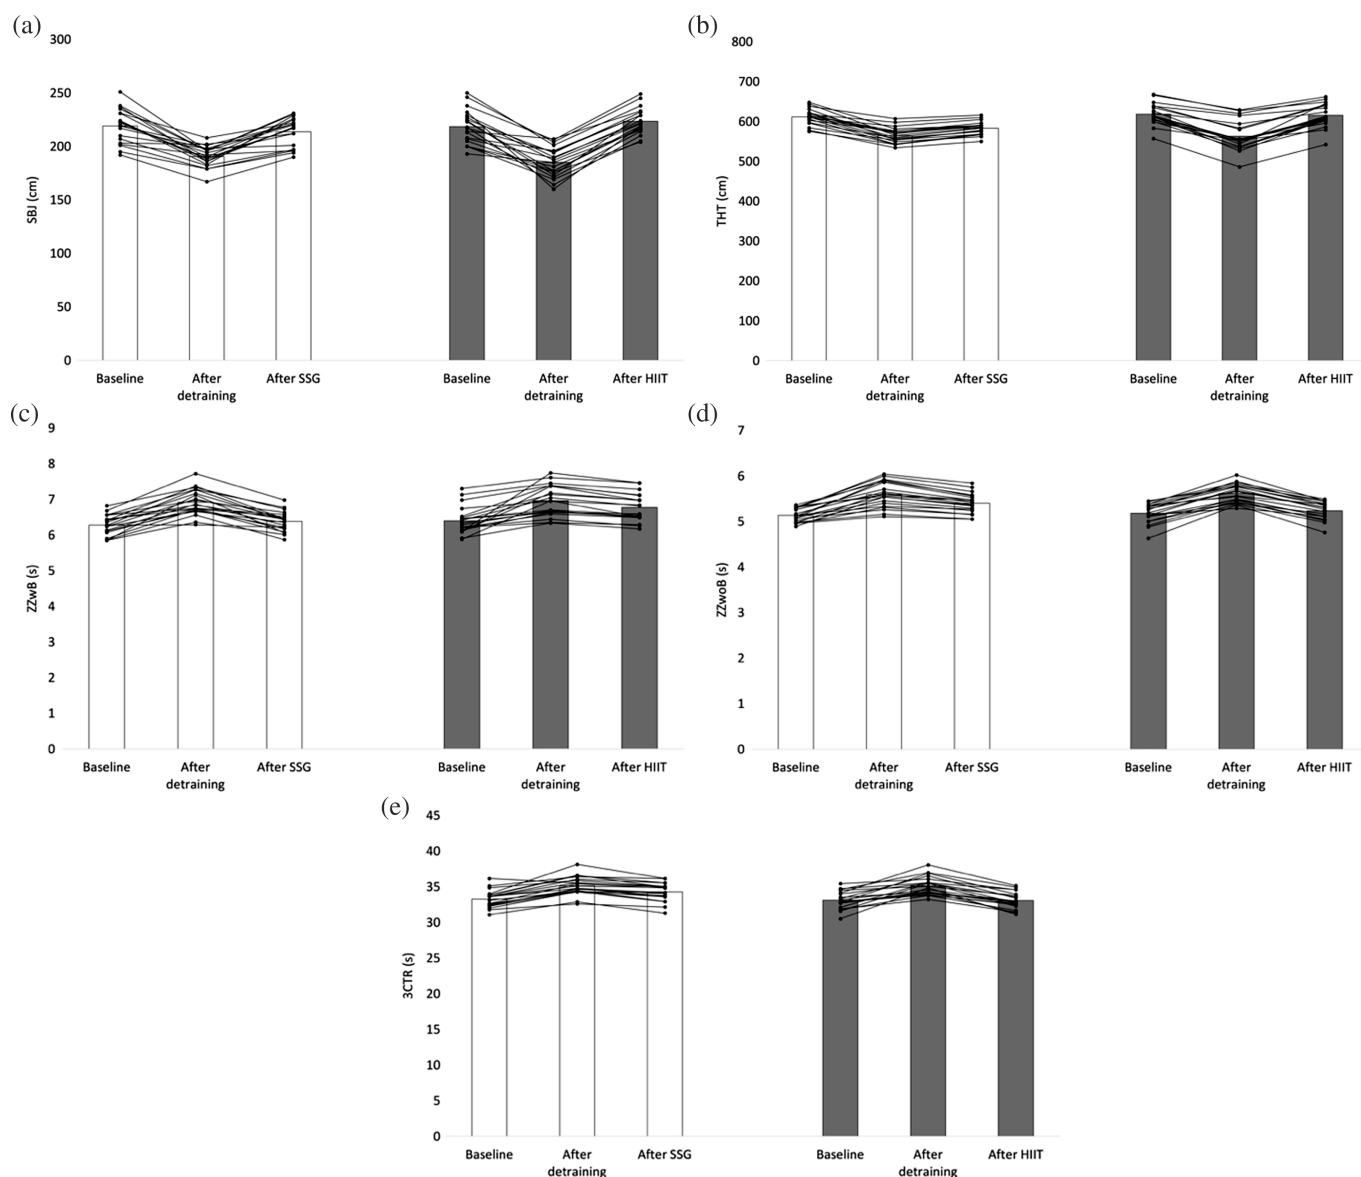 (a)
300
250
200
150
100
50
0
SBJ (cm)
Baseline
After
detraining
After SSG
Baseline
After
detraining
After HIIT
(b)
800
700
600
500
400
300
200
100
0
THT (cm)
Baseline
After
detraining
After SSG
Baseline
After
detraining
After HIIT
(c)
9
8
7
6
5
4
3
2
1
0
ZZwB (s)
Baseline
After
detraining
After SSG
Baseline
After
detraining
After HIIT
(d)
7
6
5
4
3
2
1
0
ZZwoB (s)
Baseline
After
detraining
After SSG
Baseline
After
detraining
After HIIT
(e)
45
40
35
30
25
20
15
10
5
0
3CTR (s)
Baseline
After
detraining
After SSG
Baseline
After
detraining
After HIIT